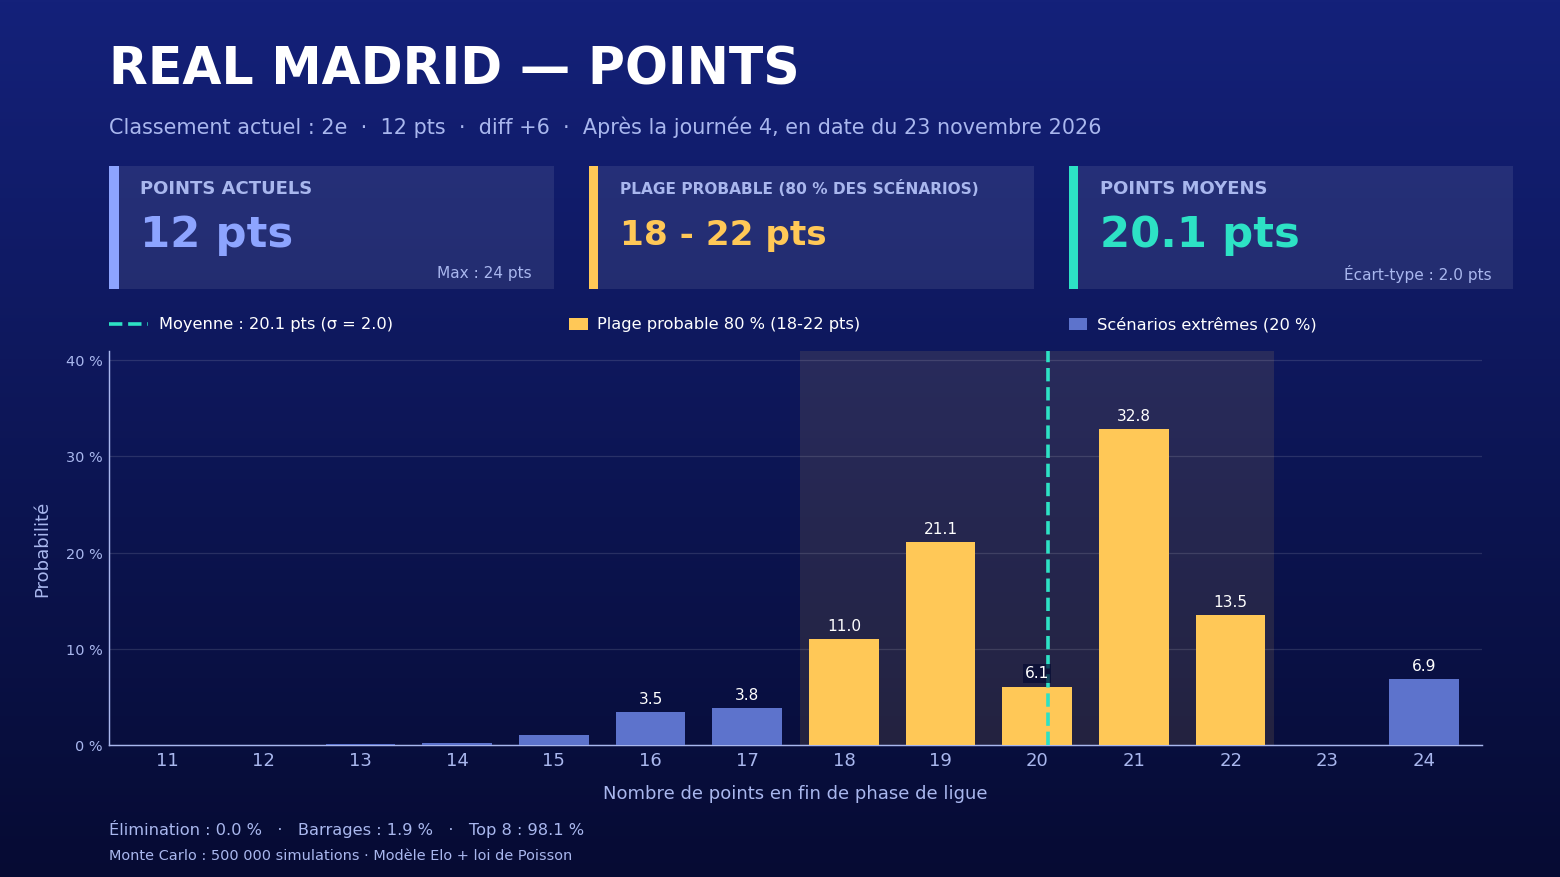 REAL MADRID — POINTS
Classement actuel : 2e · 12 pts · diff +6 · Après la journée 4, en date du 23 novembre 2026
POINTS ACTUELS
12 pts
Max : 24 pts
PLAGE PROBABLE (80 % DES SCÉNARIOS)
18 - 22 pts
POINTS MOYENS
20.1 pts
Écart-type : 2.0 pts
Moyenne : 20.1 pts (σ = 2.0)
Plage probable 80 % (18-22 pts)
Scénarios extrêmes (20 %)
Probabilité
40 %
30 %
20 %
10 %
0 %
3.5
3.8
11.0
21.1
6.1
32.8
13.5
6.9
11 12 13 14 15 16 17 18 19 20 21 22 23 24
Nombre de points en fin de phase de ligue
Élimination : 0.0 % · Barrages : 1.9 % · Top 8 : 98.1 %
Monte Carlo : 500 000 simulations · Modèle Elo + loi de Poisson